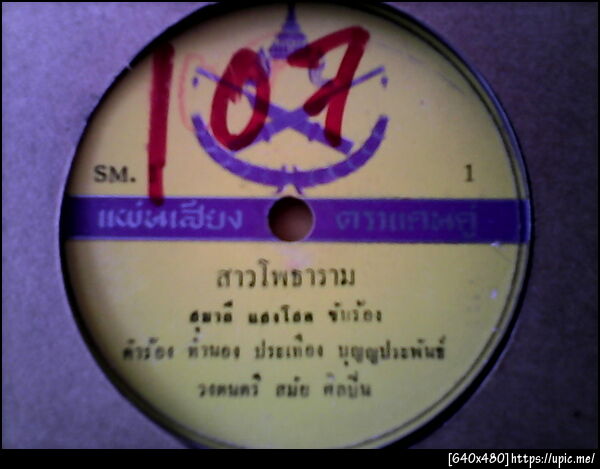 107
SM. 1
แผ่นเสียง ตราแคนคู่
สาวโพธาราม
สุมาลี แสงโสด ขับร้อง
คำร้อง ทำนอง ประเทือง บุญญประพันธ์
วงดนตรี สมัย ศิลปิน
[640x480]https://upic.me/